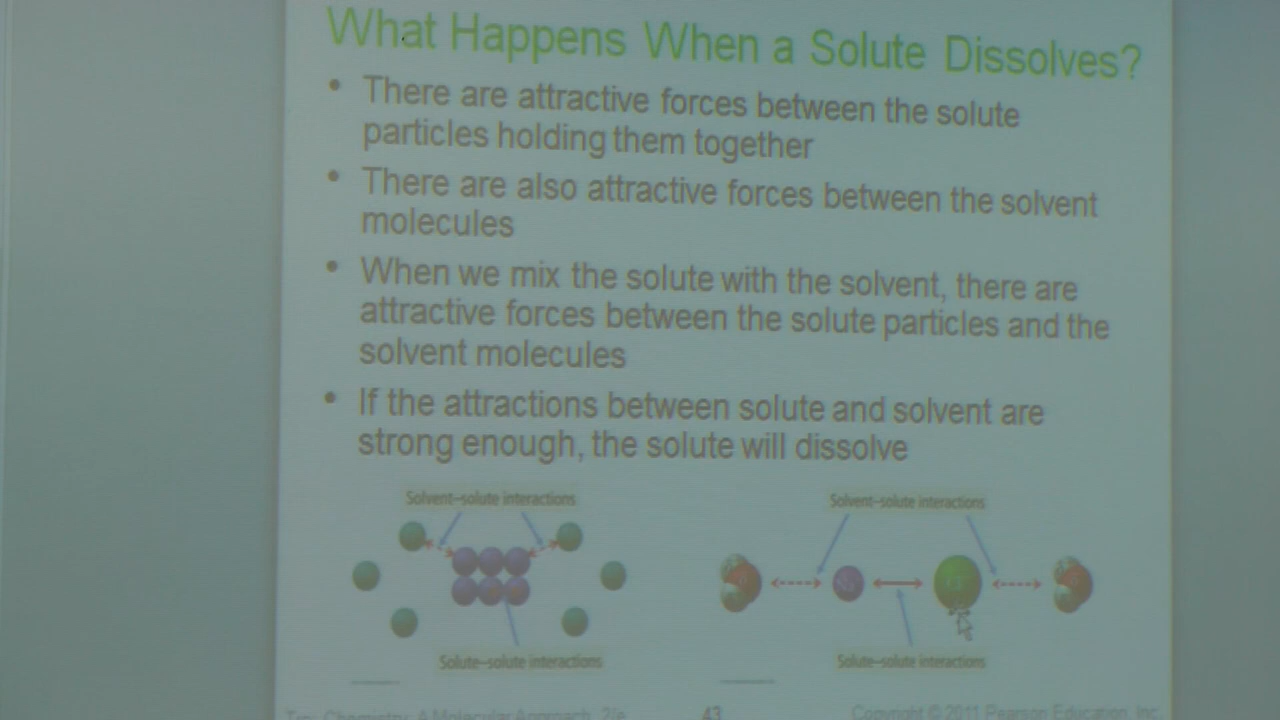 What Happens When a Solute Dissolves?
• There are attractive forces between the solute
particles holding them together
• There are also attractive forces between the solvent
molecules
• When we mix the solute with the solvent, there are
attractive forces between the solute particles and the
solvent molecules
• If the attractions between solute and solvent are
strong enough, the solute will dissolve
Solvent–solute interactions
Solvent–solute interactions
Solute–solute interactions
Solute–solute interactions
Chemistry: A Molecular Approach, 2/e
43
Copyright © 2011 Pearson Education, Inc